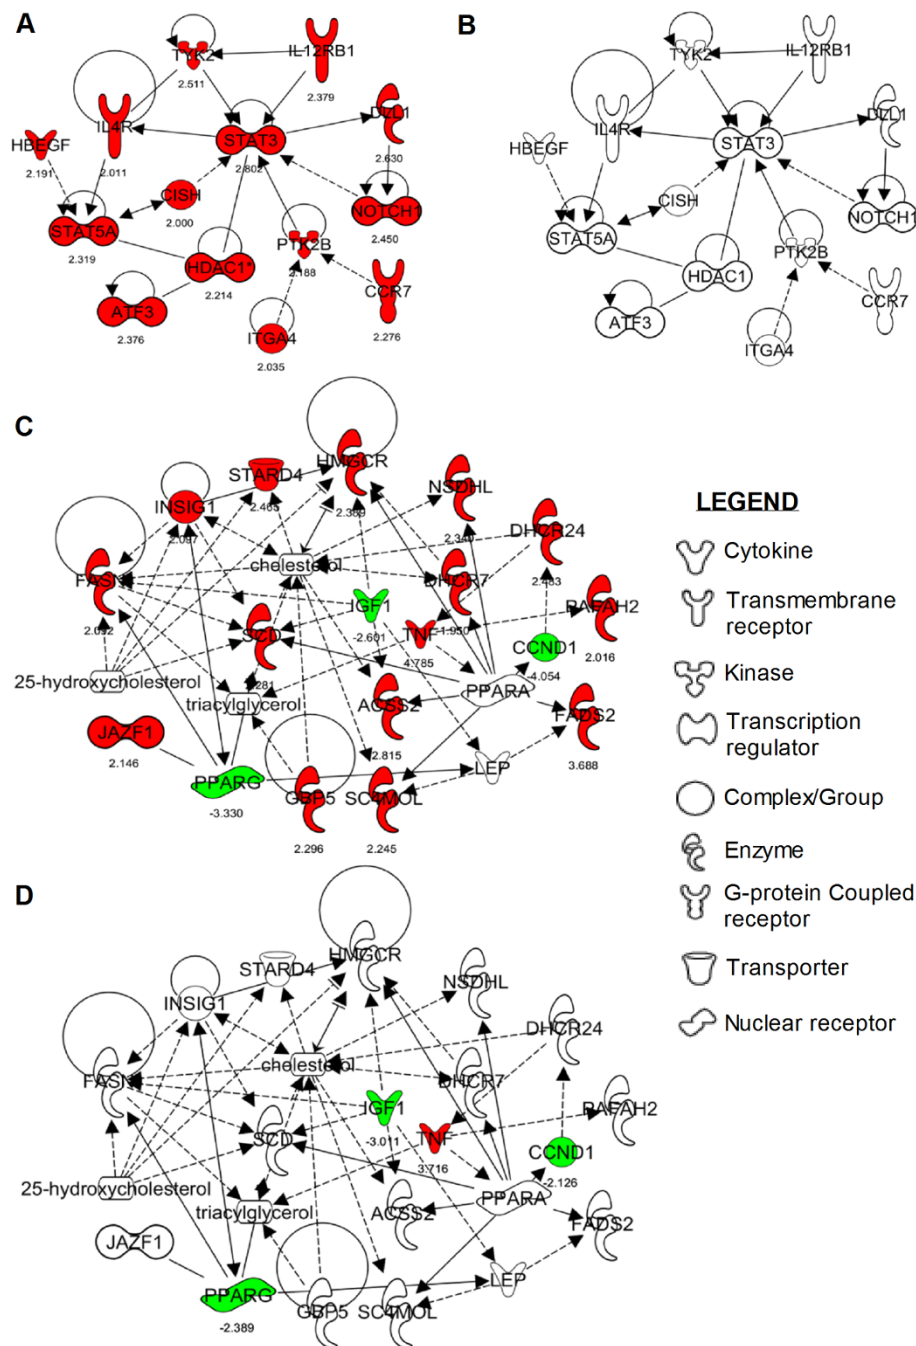 A
B
TYK2
2.511
IL12RB1
2.379
IL4R
2.011
HBEGF
2.191
STAT3
2.802
DLL1
2.630
CISH
2.000
NOTCH1
2.450
STAT5A
2.319
PTK2B
2.188
HDAC1*
2.214
CCR7
2.276
ATF3
2.376
ITGA4
2.035
TYK2
IL12RB1
IL4R
HBEGF
STAT3
DLL1
CISH
NOTCH1
STAT5A
PTK2B
HDAC1
CCR7
ATF3
ITGA4
C
HMGCR
2.389
STARD4
2.468
NSDHL
2.340
INSIG1
2.097
DHCR24
2.483
cholesterol
FASN
2.092
DHCR7
-1.950
IGF1
-2.601
PAFAH2
2.016
TNF
4.785
SCD
2.281
CCND1
-4.054
25-hydroxycholesterol
PPARA
triacylglycerol
ACSS2
2.815
FADS2
3.688
JAZF1
2.146
LEP
PPARG
-3.330
GBP5
2.296
SC4MOL
2.245
LEGEND
Cytokine
Transmembrane
receptor
Kinase
Transcription
regulator
Complex/Group
Enzyme
G-protein Coupled
receptor
Transporter
Nuclear receptor
D
HMGCR
STARD4
NSDHL
INSIG1
DHCR24
cholesterol
FASN
DHCR7
IGF1
-3.011
PAFAH2
TNF
3.716
SCD
CCND1
-2.126
25-hydroxycholesterol
PPARA
triacylglycerol
ACSS2
FADS2
JAZF1
LEP
PPARG
-2.389
GBP5
SC4MOL